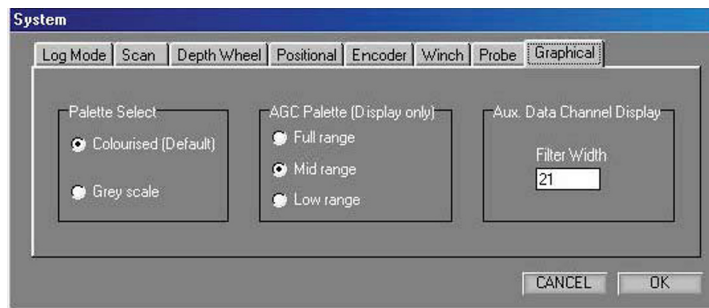 System
Log Mode Scan Depth Wheel Positional Encoder Winch Probe Graphical
Palette Select
Colourised (Default)
Grey scale
AGC Palette (Display only)
Full range
Mid range
Low range
Aux. Data Channel Display
Filter Width
21
CANCEL OK